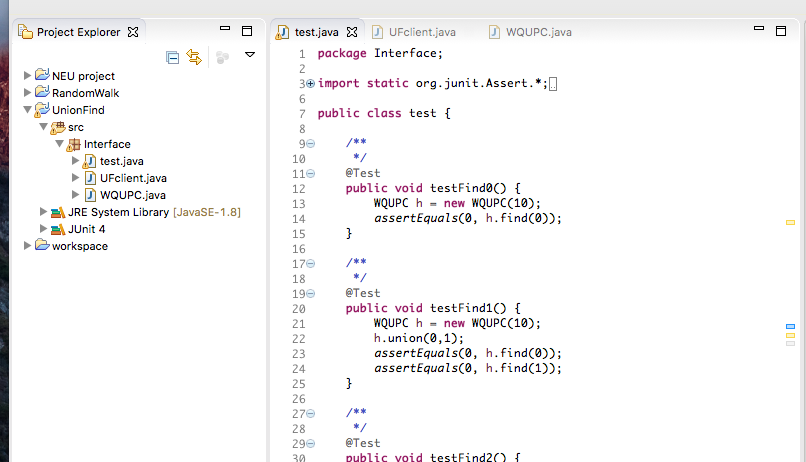 Project Explorer
NEU project
RandomWalk
UnionFind
src
Interface
test.java
UFclient.java
WQUPC.java
JRE System Library [JavaSE-1.8]
JUnit 4
workspace
test.java UFclient.java WQUPC.java
1 package Interface;
2
3 import static org.junit.Assert.*;
6
7 public class test {
8
9 /**
10 */
11 @Test
12 public void testFind0() {
13 WQUPC h = new WQUPC(10);
14 assertEquals(0, h.find(0));
15 }
16
17 /**
18 */
19 @Test
20 public void testFind1() {
21 WQUPC h = new WQUPC(10);
22 h.union(0,1);
23 assertEquals(0, h.find(0));
24 assertEquals(0, h.find(1));
25 }
26
27 /**
28 */
29 @Test
30 public void testFind2() {